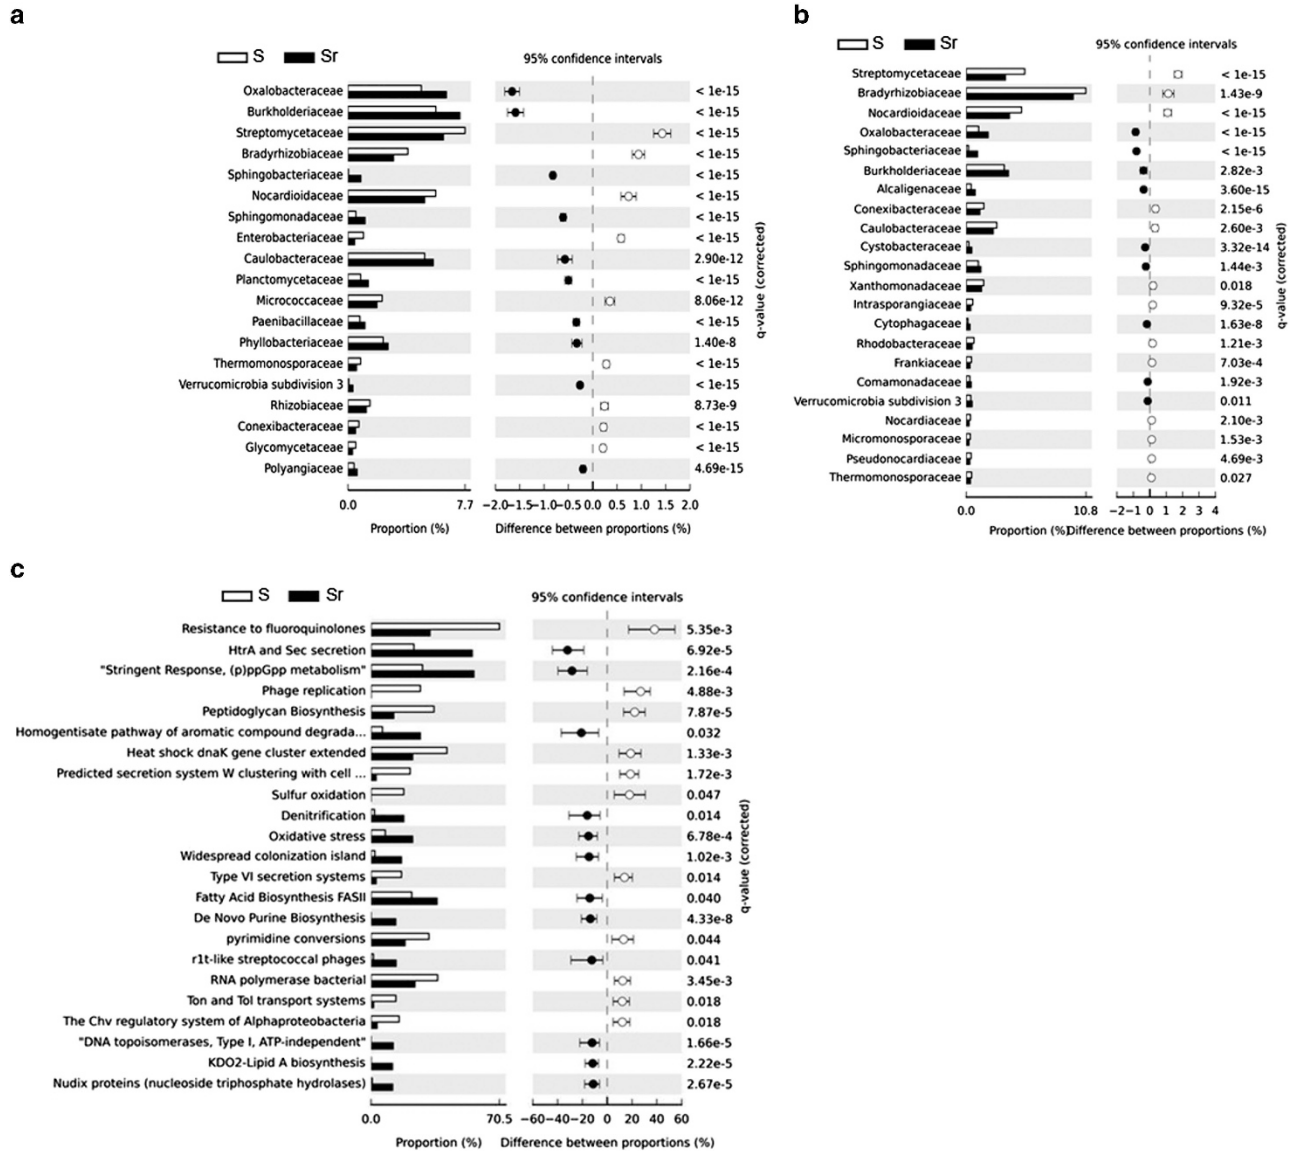 a
S Sr
95% confidence intervals
Oxalobacteraceae < 1e-15
Burkholderiaceae < 1e-15
Streptomycetaceae < 1e-15
Bradyrhizobiaceae < 1e-15
Sphingbacteriaceae < 1e-15
Nocardioidaceae < 1e-15
Sphingomonadaceae < 1e-15
Enterobacteriaceae < 1e-15
Caulobacteraceae 2.90e-12
Planctomycetaceae < 1e-15
Micrococcaceae 8.06e-12
Paenibacillaceae < 1e-15
Phyllobacteriaceae 1.40e-8
Thermomonosporaceae < 1e-15
Verrucomicrobia subdivision 3 < 1e-15
Rhizobiaceae 8.73e-9
Conexibacteraceae < 1e-15
Glycomycetaceae < 1e-15
Polyangiaceae 4.69e-15
q-value (corrected)
0.0 7.7 −2.0−1.5−1.0−0.5 0.0 0.5 1.0 1.5 2.0
Proportion (%) Difference between proportions (%)
b
S Sr
95% confidence intervals
Streptomycetaceae < 1e-15
Bradyrhizobiaceae 1.43e-9
Nocardioidaceae < 1e-15
Oxalobacteraceae < 1e-15
Sphingobacteriaceae < 1e-15
Burkholderiaceae 2.82e-3
Alcaligenaceae 3.60e-15
Conexibacteraceae 2.15e-6
Caulobacteraceae 2.60e-3
Cystobacteraceae 3.32e-14
Sphingomonadaceae 1.44e-3
Xanthomonadaceae 0.018
Intrasporangiaceae 9.32e-5
Cytophagaceae 1.63e-8
Rhodobacteraceae 1.21e-3
Frankiaceae 7.03e-4
Comamonadaceae 1.92e-3
Verrucomicrobia subdivision 3 0.011
Nocardiaceae 2.10e-3
Micromonosporaceae 1.53e-3
Pseudonocardiaceae 4.69e-3
Thermomonosporaceae 0.027
q-value (corrected)
0.0 10.8 −2−1 0 1 2 3 4
Proportion (%) Difference between proportions (%)
c
S Sr
95% confidence intervals
Resistance to fluoroquinolones 5.35e-3
HtrA and Sec secretion 6.92e-5
"Stringent Response, (p)ppGpp metabolism" 2.16e-4
Phage replication 4.88e-3
Peptidoglycan Biosynthesis 7.87e-5
Homogentisate pathway of aromatic compound degrada... 0.032
Heat shock dnaK gene cluster extended 1.33e-3
Predicted secretion system W clustering with cell ... 1.72e-3
Sulfur oxidation 0.047
Denitrification 0.014
Oxidative stress 6.78e-4
Widespread colonization island 1.02e-3
Type VI secretion systems 0.014
Fatty Acid Biosynthesis FASII 0.040
De Novo Purine Biosynthesis 4.33e-8
pyrimidine conversions 0.044
r1t-like streptococcal phages 0.041
RNA polymerase bacterial 3.45e-3
Ton and Tol transport systems 0.018
The Chv regulatory system of Alphaproteobacteria 0.018
"DNA topoisomerases, Type I, ATP-independent" 1.66e-5
KDO2-Lipid A biosynthesis 2.22e-5
Nudix proteins (nucleoside triphosphate hydrolases) 2.67e-5
q-value (corrected)
0.0 70.5 −60−40−20 0 20 40 60
Proportion (%) Difference between proportions (%)